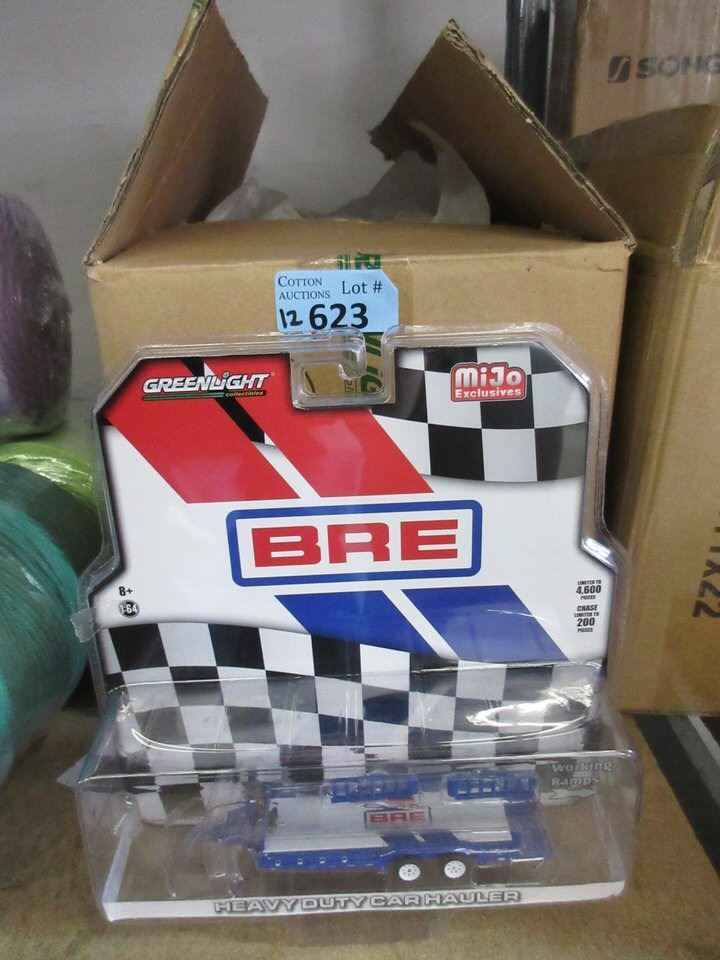 SONG
COTTON
AUCTIONS
Lot #
12 623
GREENLIGHT
collectibles
MiJo
Exclusives
BRE
8+
1:64
LIMITED TO
4,600
PIECES
CHASE
LIMITED TO
200
PIECES
Working
Ramps
BRE
HEAVY DUTY CAR HAULER